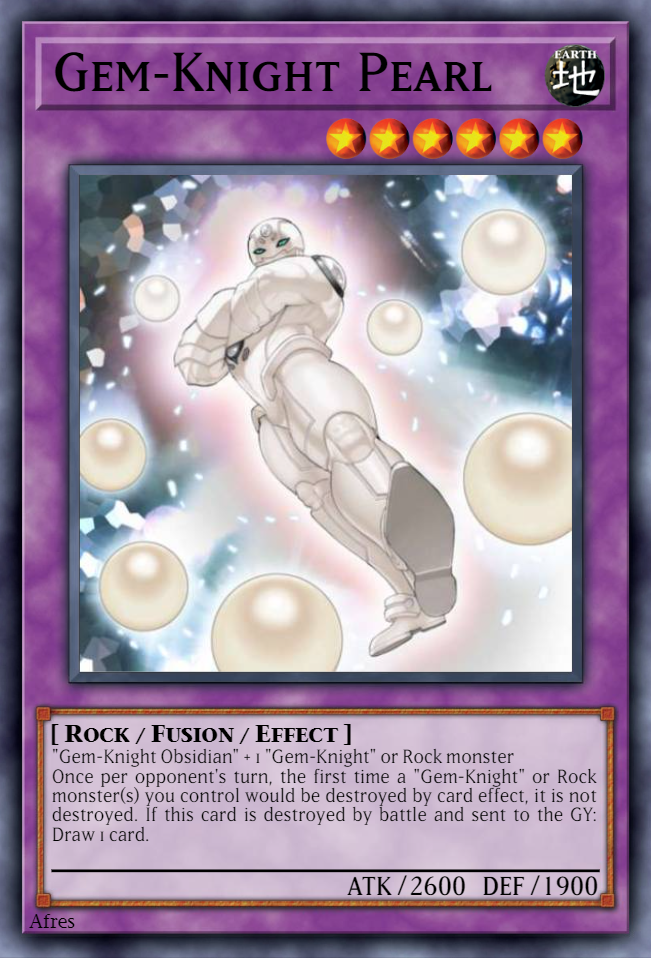 Gem-Knight Pearl
EARTH
地
[ Rock / Fusion / Effect ]
"Gem-Knight Obsidian" + 1 "Gem-Knight" or Rock monster
Once per opponent's turn, the first time a "Gem-Knight" or Rock
monster(s) you control would be destroyed by card effect, it is not
destroyed. If this card is destroyed by battle and sent to the GY:
Draw 1 card.
ATK / 2600 DEF / 1900
Afres